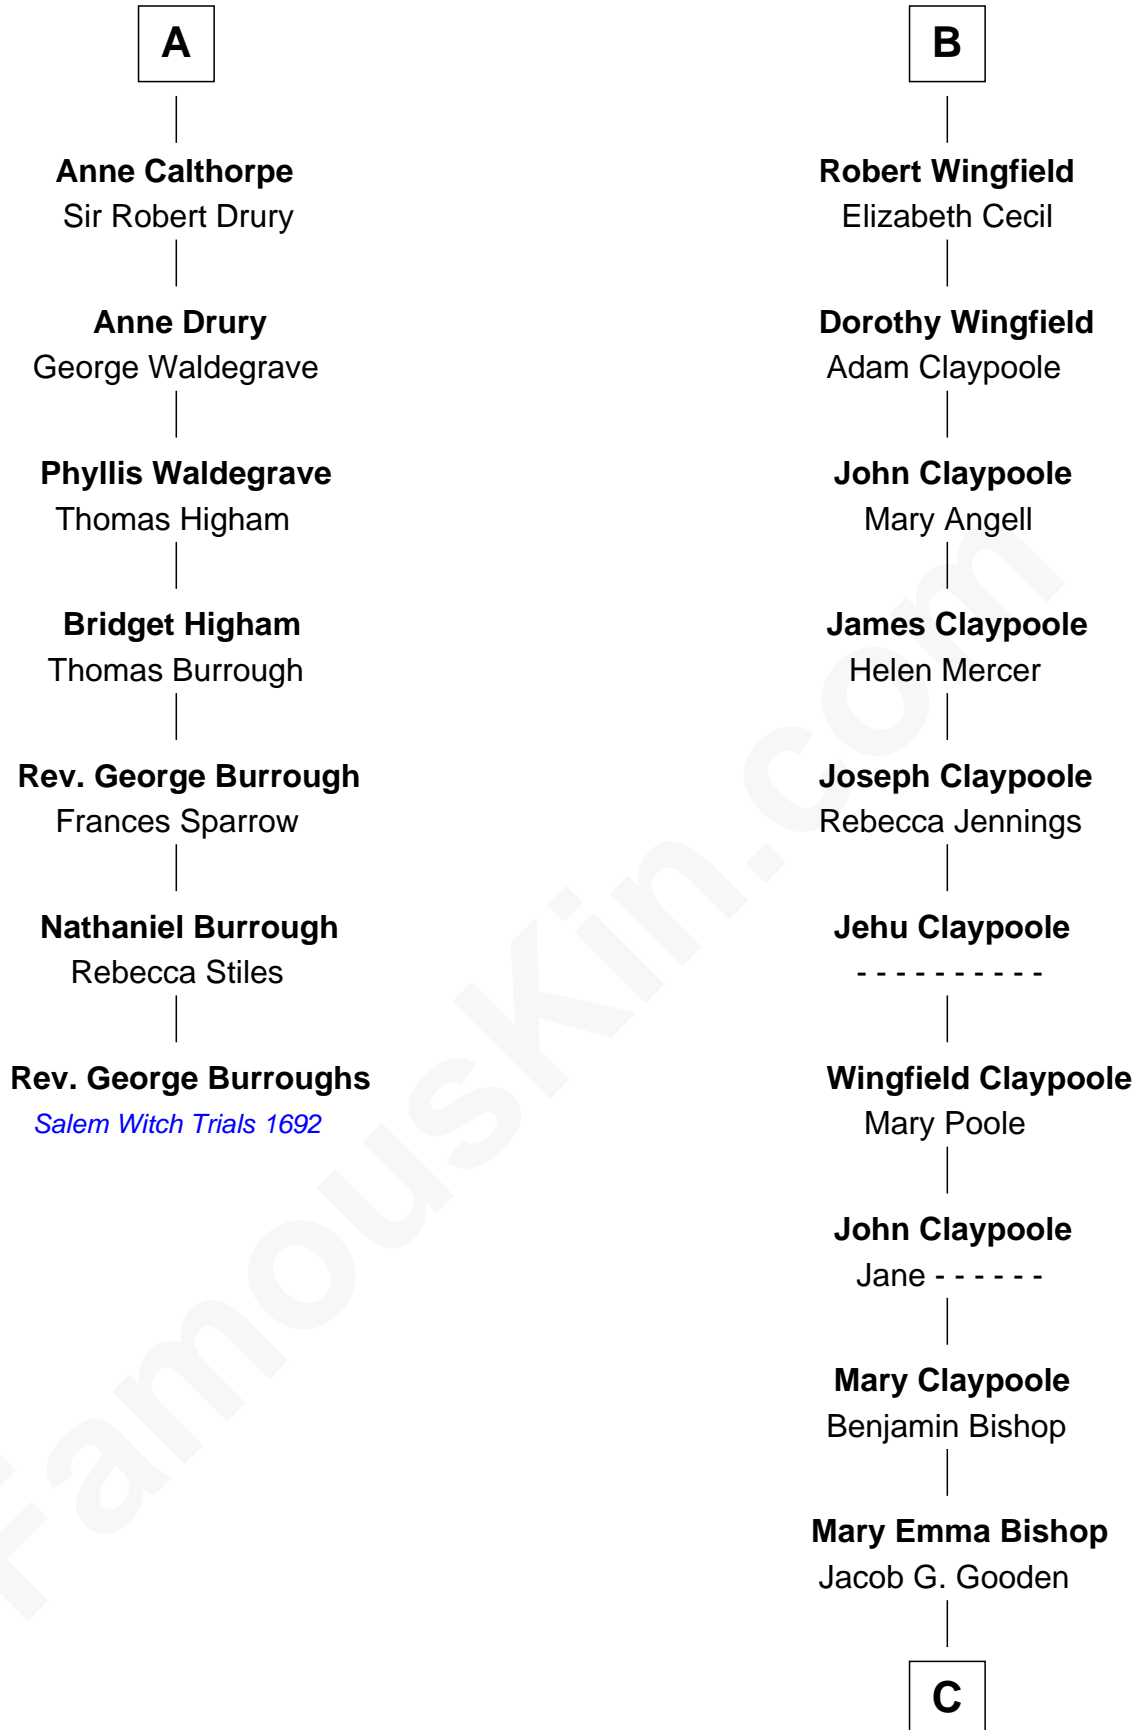 A
Anne Calthorpe
Sir Robert Drury
Anne Drury
George Waldegrave
Phyllis Waldegrave
Thomas Higham
Bridget Higham
Thomas Burrough
Rev. George Burrough
Frances Sparrow
Nathaniel Burrough
Rebecca Stiles
Rev. George Burroughs
Salem Witch Trials 1692
B
Robert Wingfield
Elizabeth Cecil
Dorothy Wingfield
Adam Claypoole
John Claypoole
Mary Angell
James Claypoole
Helen Mercer
Joseph Claypoole
Rebecca Jennings
Jehu Claypoole
- - - - - - - - - -
Wingfield Claypoole
Mary Poole
John Claypoole
Jane - - - - - -
Mary Claypoole
Benjamin Bishop
Mary Emma Bishop
Jacob G. Gooden
C
FamousKin.com